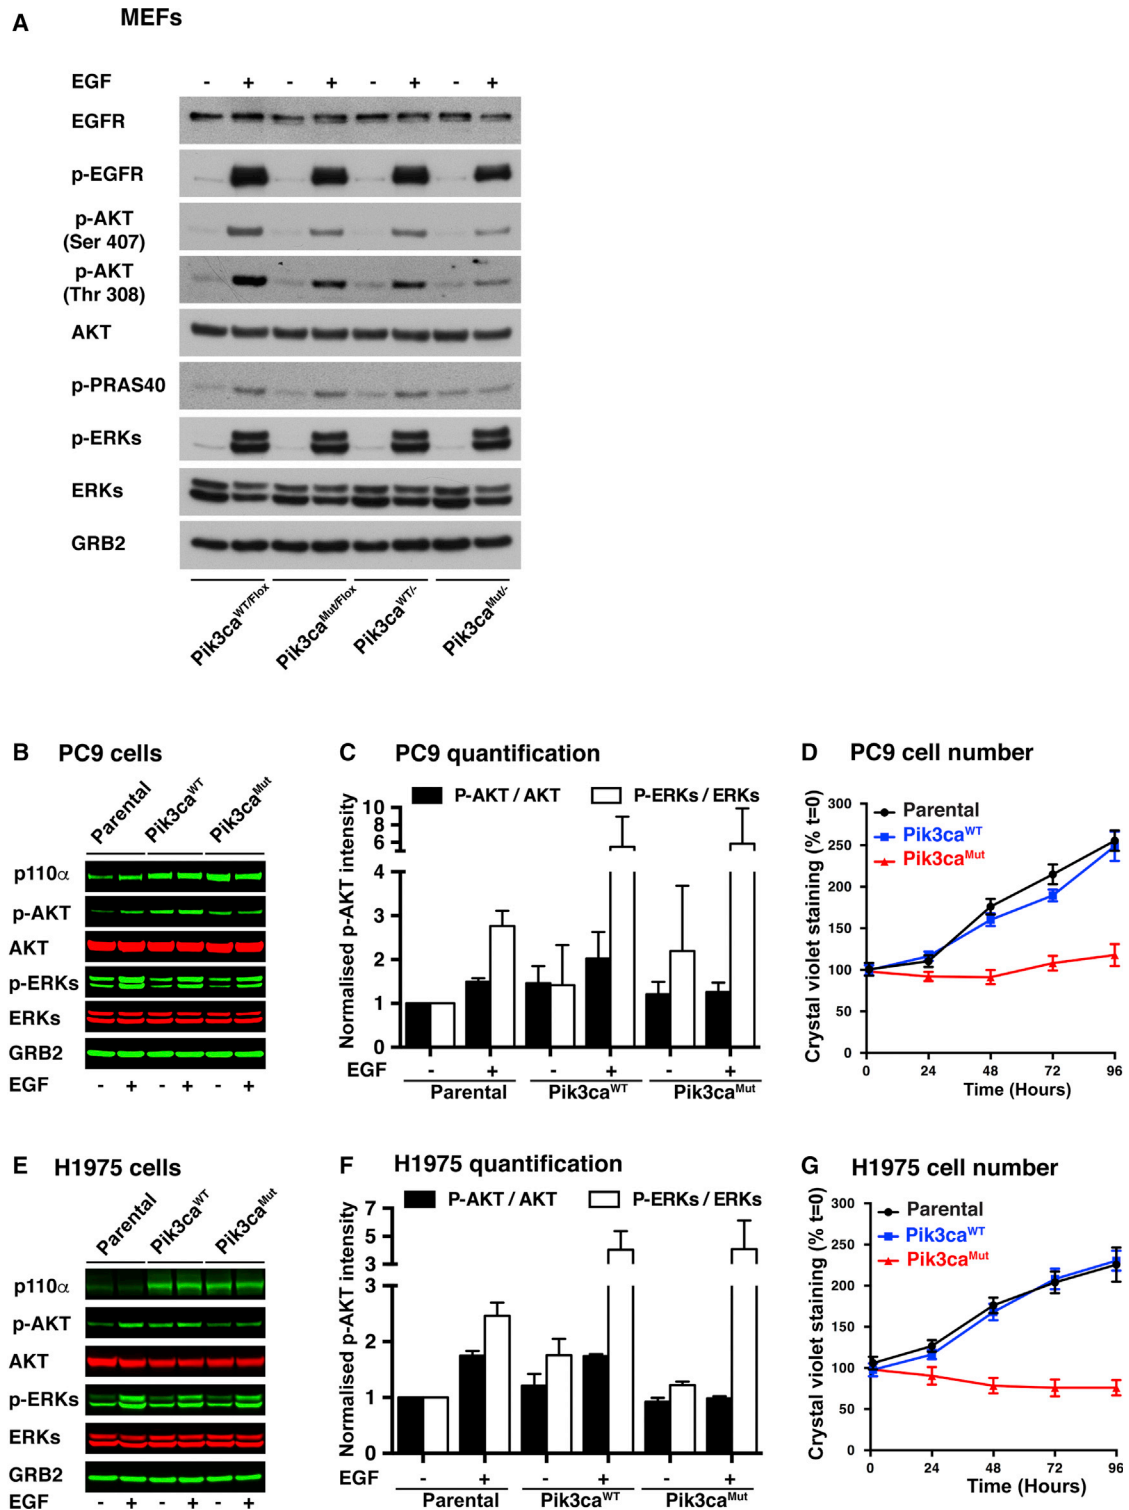 A
MEFs
EGF - + - + - + - +
EGFR
p-EGFR
p-AKT
(Ser 407)
p-AKT
(Thr 308)
AKT
p-PRAS40
p-ERKs
ERKs
GRB2
Pik3caWT/Flox
Pik3caMut/Flox
Pik3caWT/-
Pik3caMut/-
B PC9 cells
Parental
Pik3caWT
Pik3caMut
p110α
p-AKT
AKT
p-ERKs
ERKs
GRB2
EGF - + - + - +
C PC9 quantification
P-AKT / AKT
P-ERKs / ERKs
Normalised p-AKT intensity
10
8
6
4
3
2
1
0
EGF - + - + - +
Parental Pik3caWT Pik3caMut
D PC9 cell number
Parental
Pik3caWT
Pik3caMut
Crystal violet staining (% t=0)
300
250
200
150
100
50
0
0 24 48 72 96
Time (Hours)
E H1975 cells
Parental
Pik3caWT
Pik3caMut
p110α
p-AKT
AKT
p-ERKs
ERKs
GRB2
EGF - + - + - +
F H1975 quantification
P-AKT / AKT
P-ERKs / ERKs
Normalised p-AKT intensity
7
5
3
3
2
1
0
EGF - + - + - +
Parental Pik3caWT Pik3caMut
G H1975 cell number
Parental
Pik3caWT
Pik3caMut
Crystal violet staining (% t=0)
300
250
200
150
100
50
0
0 24 48 72 96
Time (Hours)